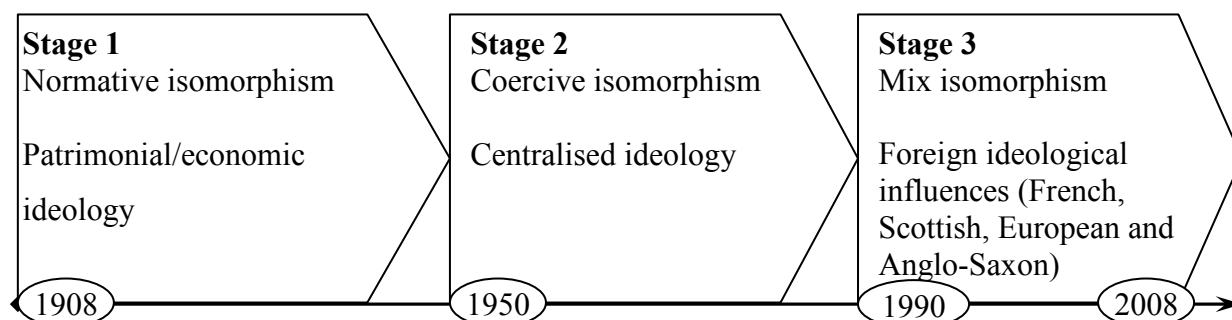 Stage 1
Normative isomorphism
Patrimonial/economic
ideology
Stage 2
Coercive isomorphism
Centralised ideology
Stage 3
Mix isomorphism
Foreign ideological
influences (French,
Scottish, European and
Anglo-Saxon)
1908
1950
1990
2008